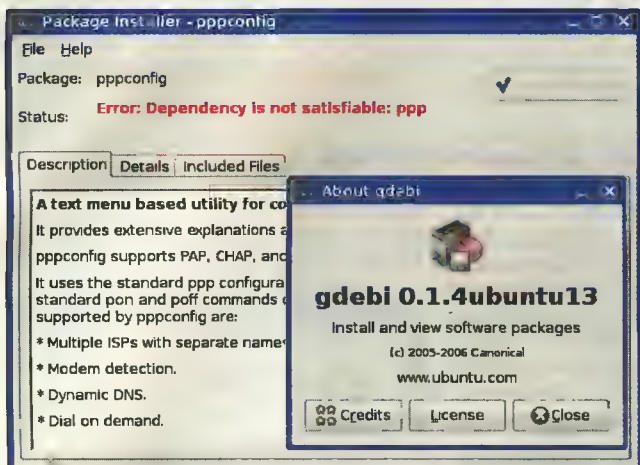 Package Installer - pppconfig
File Help
Package: pppconfig
Status: Error: Dependency is not satisfiable: ppp
Description Details Included Files
A text menu based utility for co
It provides extensive explanations a
pppconfig supports PAP, CHAP, and
It uses the standard ppp configura
standard pon and poff commands
supported by pppconfig are:
* Multiple ISPs with separate name
* Modem detection.
* Dynamic DNS.
* Dial on demand.
About gdebi
gdebi 0.1.4ubuntu13
Install and view software packages
(c) 2005-2006 Canonical
www.ubuntu.com
Credits License Close